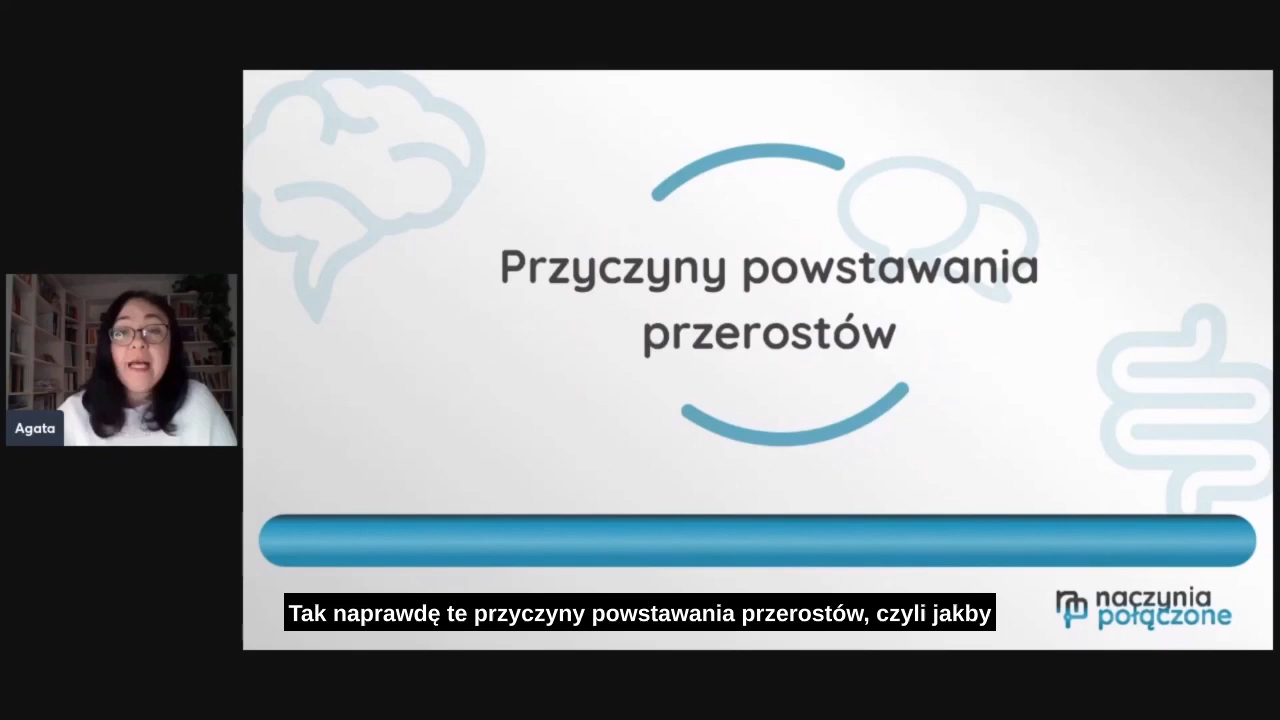 Przyczyny powstawania
przerostów
Agata
Tak naprawdę te przyczyny powstawania przerostów, czyli jakby
naczynia
połączone